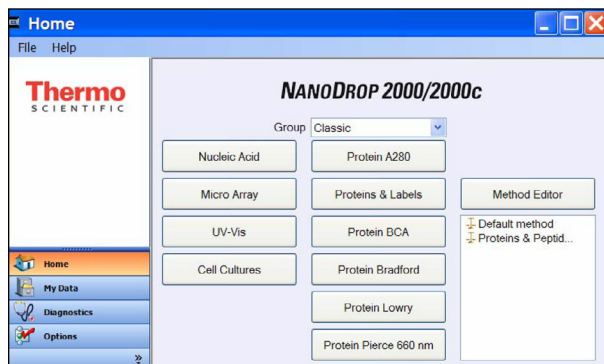 Home
File Help
Thermo
SCIENTIFIC
NANODROP 2000/2000c
Group Classic
Nucleic Acid Protein A280
Micro Array Proteins & Labels Method Editor
UV-Vis Protein BCA Default method
Proteins & Peptid...
Cell Cultures Protein Bradford
Protein Lowry
Protein Pierce 660 nm
Home
My Data
Diagnostics
Options
»